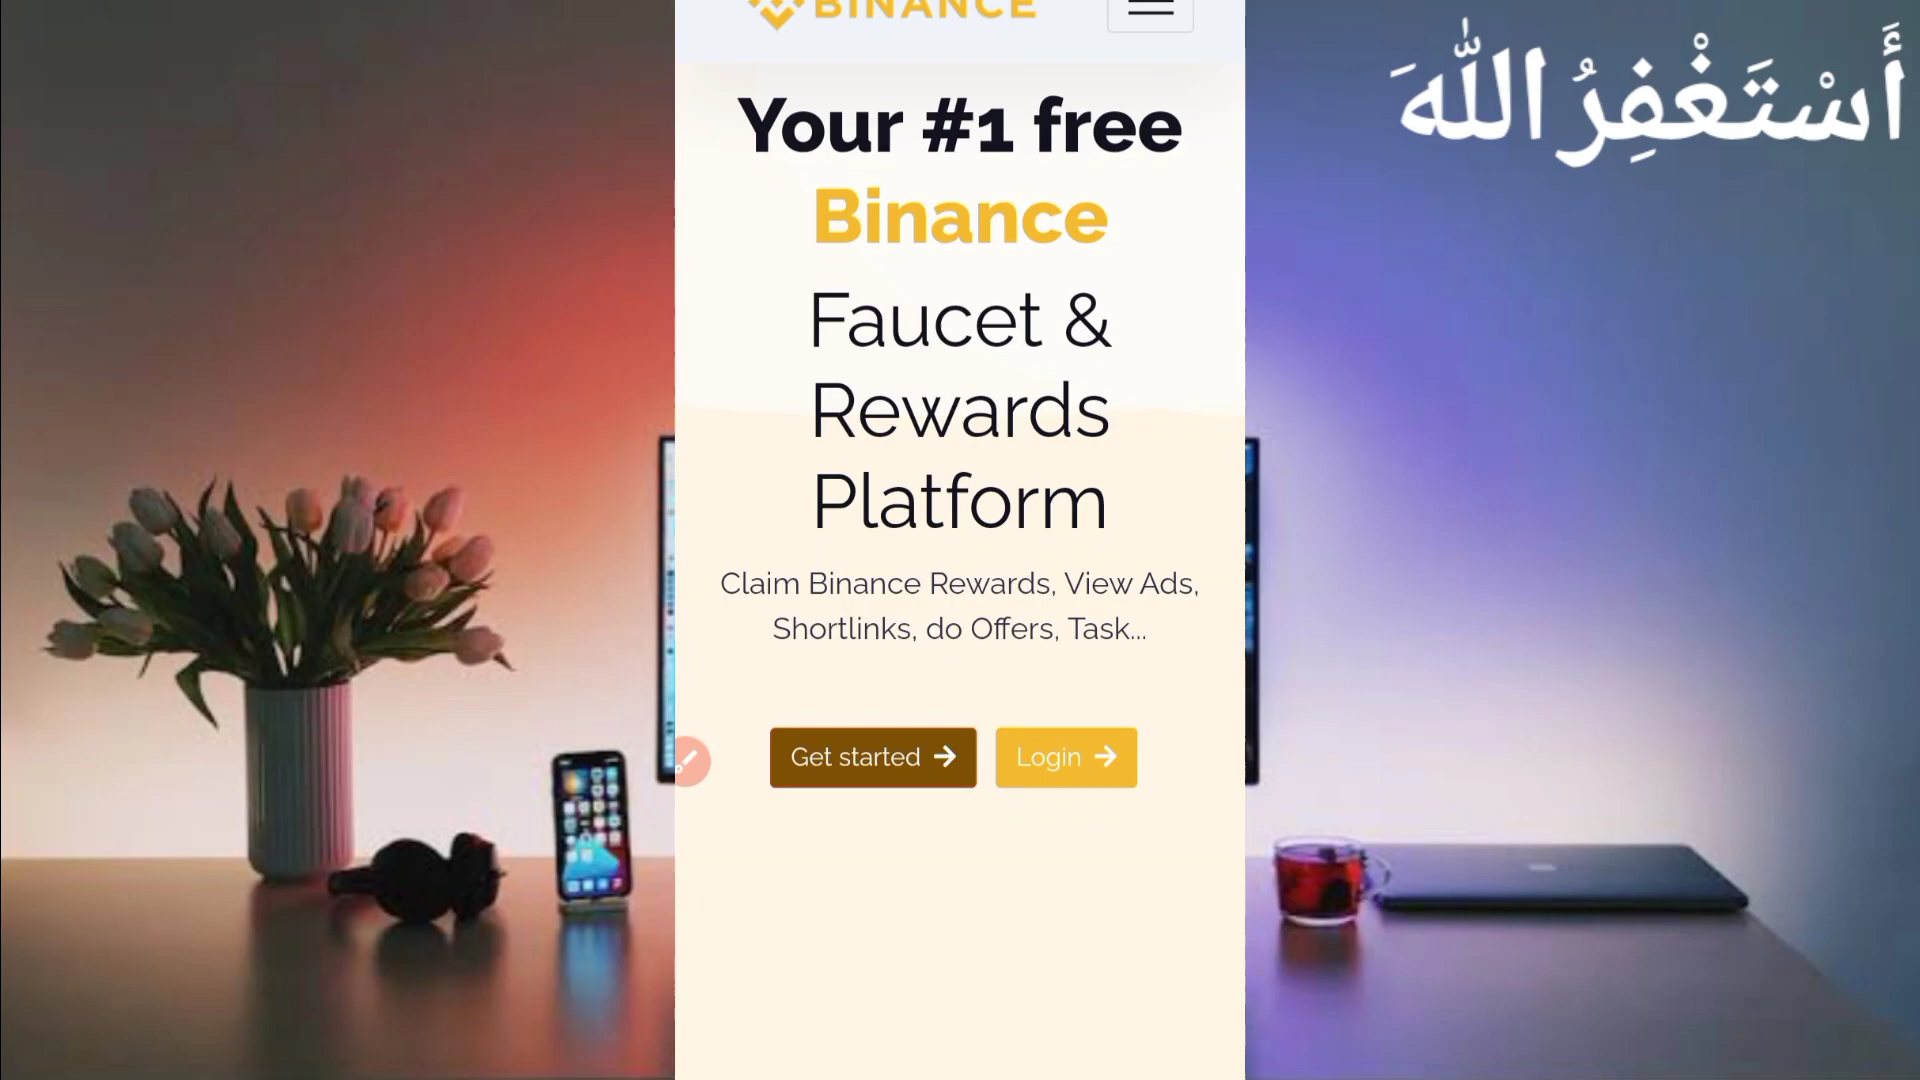 BINANCE
أَسْتَغْفِرُ اللّٰهَ
Your #1 free
Binance
Faucet &
Rewards
Platform
Claim Binance Rewards, View Ads,
Shortlinks, do Offers, Task...
Get started
Login